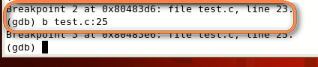 Breakpoint 2 at 0x80483d6: file test.c, line 23.
(gdb) b test.c:25
Breakpoint 3 at 0x80483e6: file test.c, line 25.
(gdb)